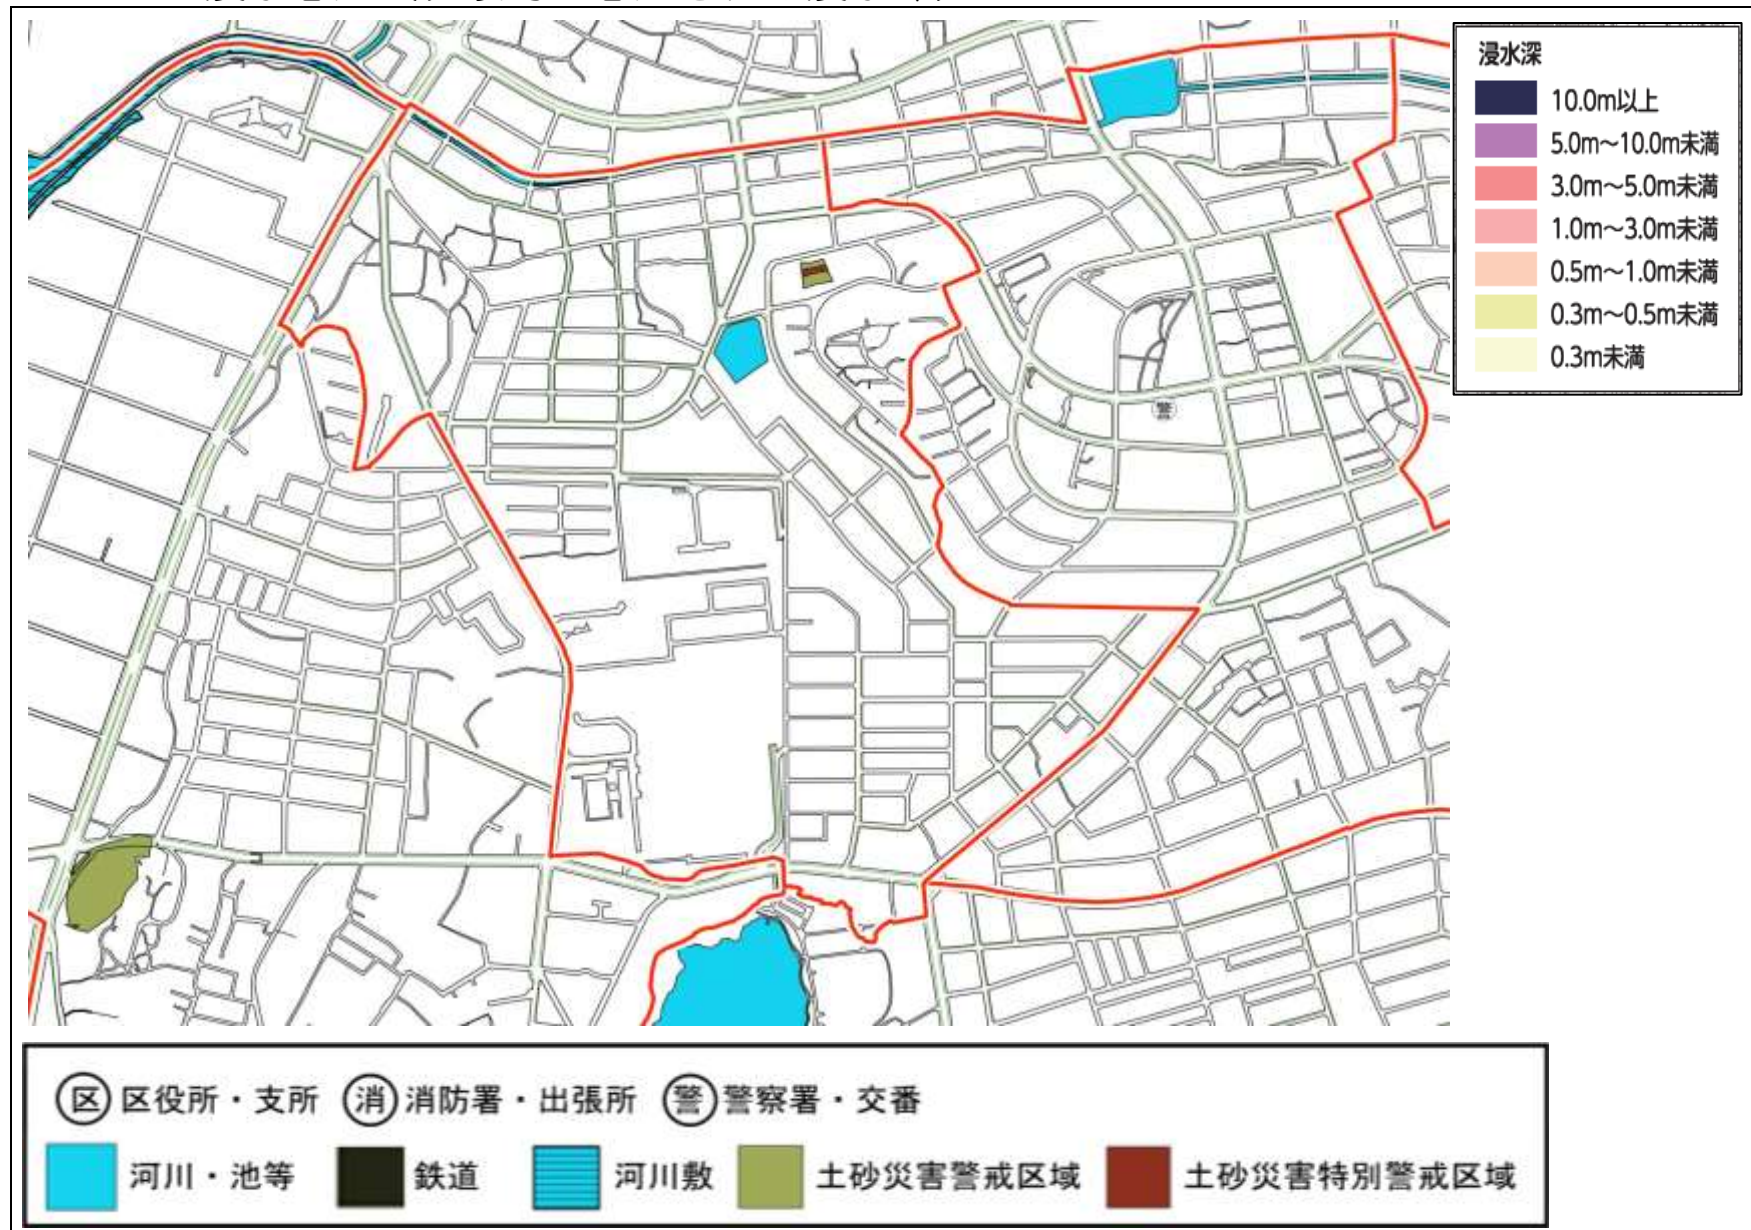 浸水深
10.0m以上
5.0m～10.0m未満
3.0m～5.0m未満
1.0m～3.0m未満
0.5m～1.0m未満
0.3m～0.5m未満
0.3m未満
警
区 区役所・支所 消 消防署・出張所 警 警察署・交番
河川・池等 鉄道 河川敷 土砂災害警戒区域 土砂災害特別警戒区域